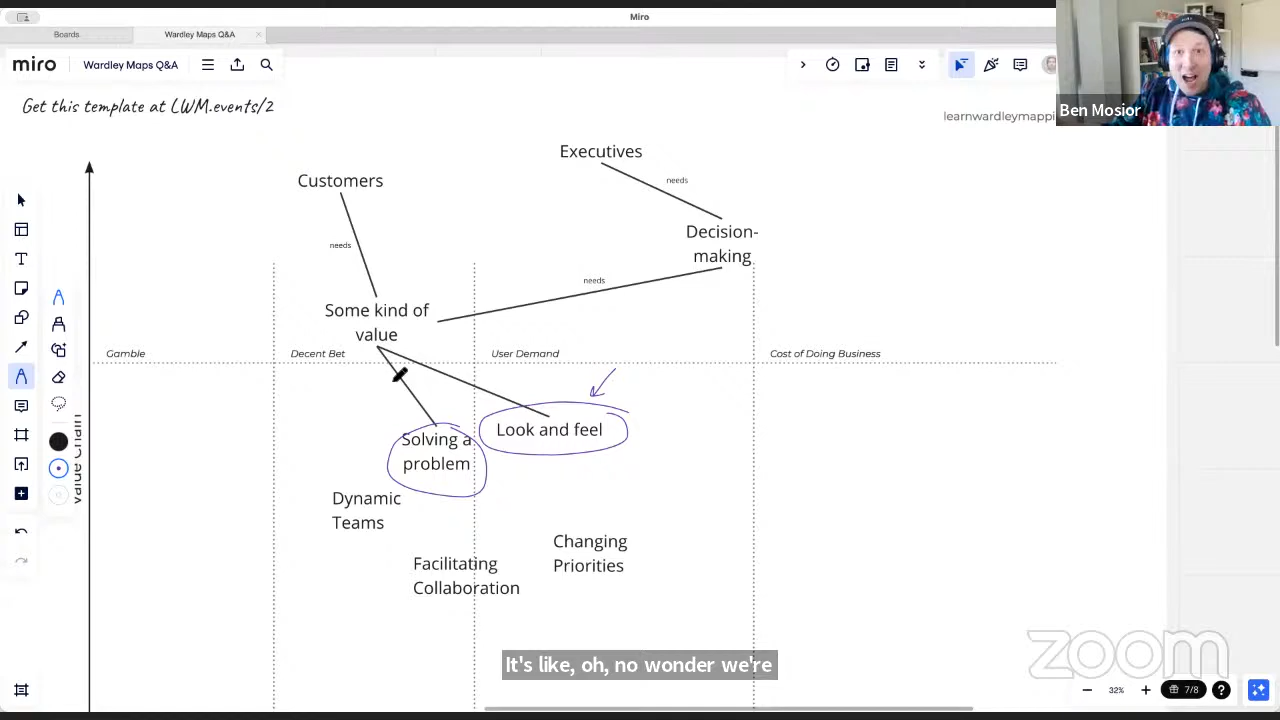 Miro
Boards
Wardley Maps Q&A
miro
Wardley Maps Q&A
Get this template at LWM.events/2
learnwardleymappi
Ben Mosior
Executives
Customers
needs
Decision-
making
needs
needs
Some kind of
value
Gamble
Decent Bet
User Demand
Cost of Doing Business
Value Chain
Solving a
problem
Look and feel
Dynamic
Teams
Changing
Priorities
Facilitating
Collaboration
It's like, oh, no wonder we're
zoom
32%
7/8